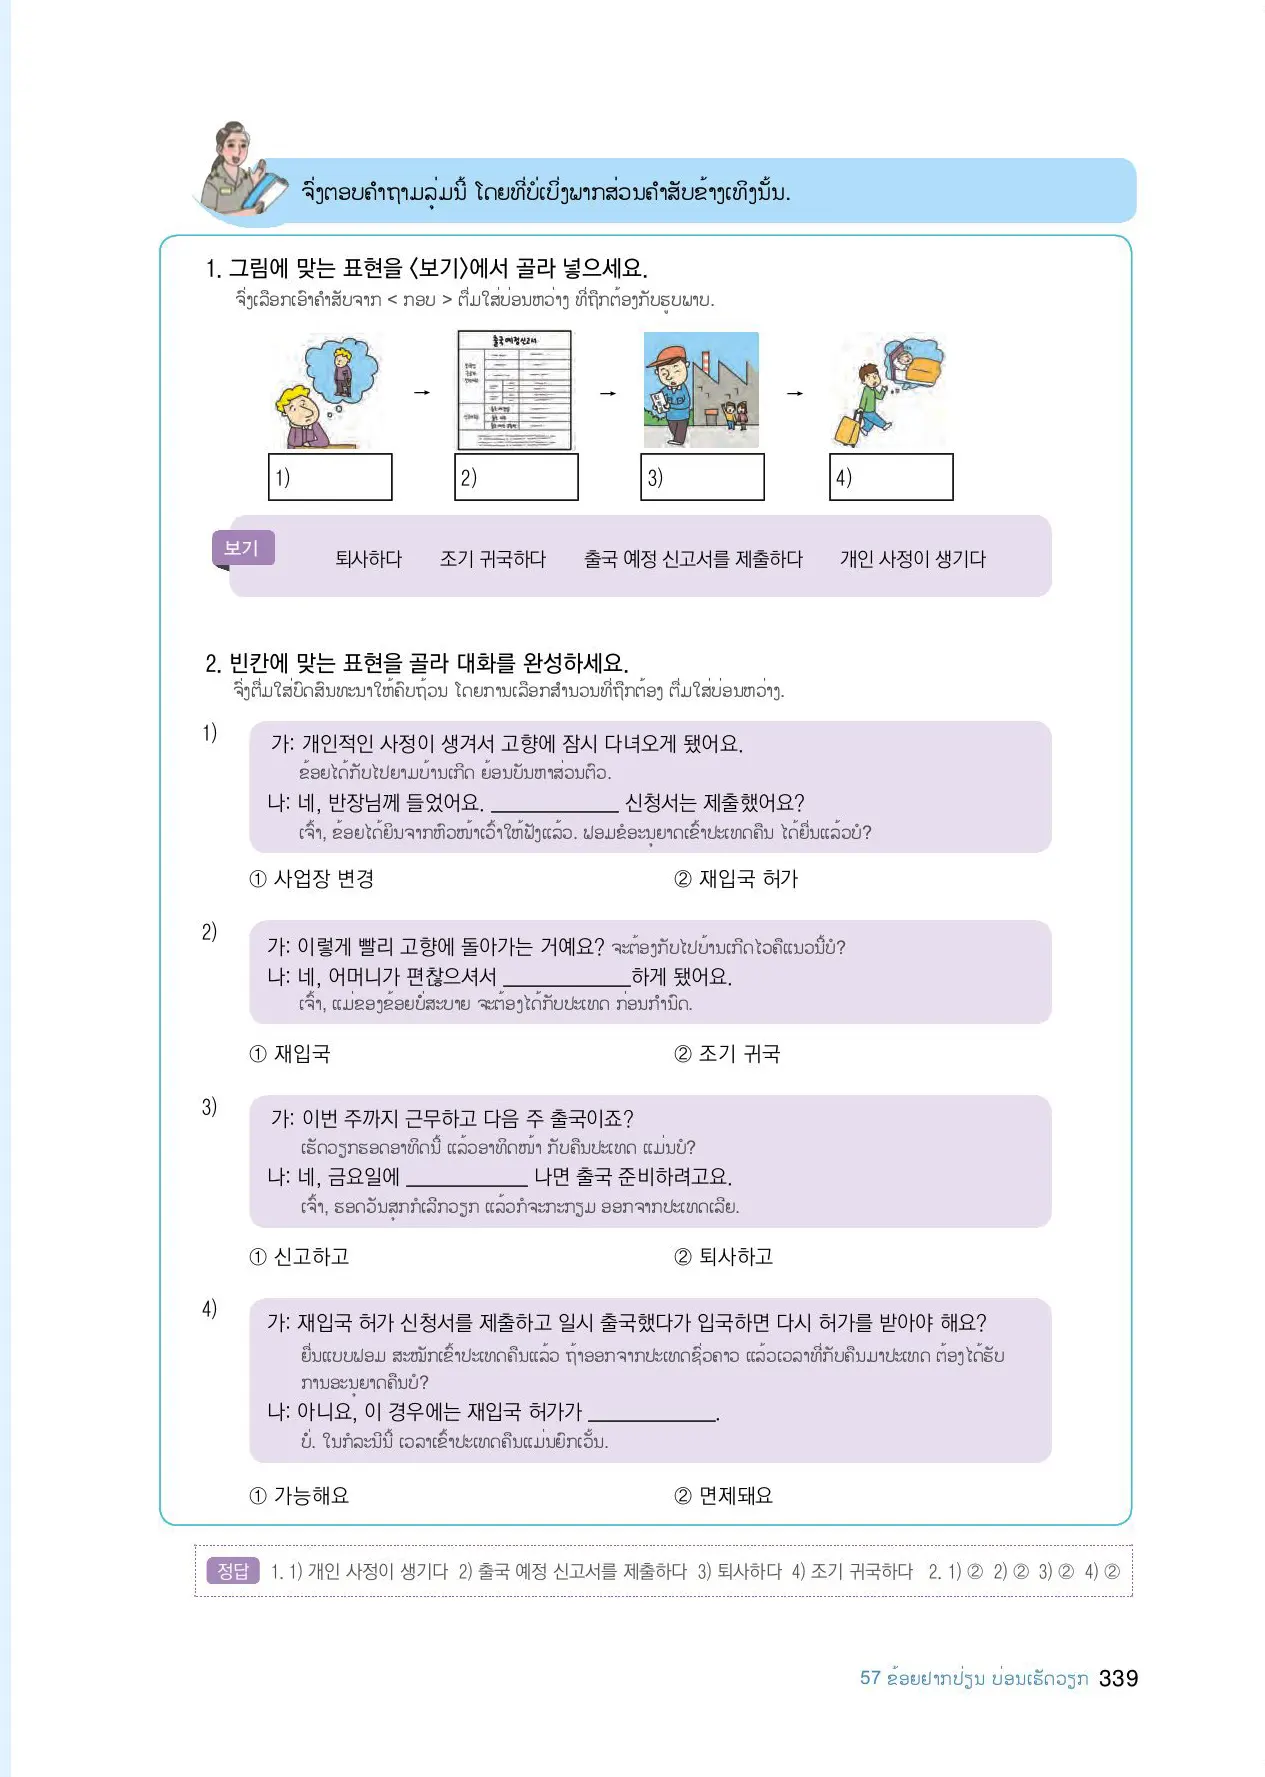 ຈົ່ງຕອບຄຳຖາມລຸ່ມນີ້ ໂດຍທີ່ບໍ່ເບິ່ງພາກສ່ວນຄຳສັບຂ້າງເທິງນັ້ນ.
1. 그림에 맞는 표현을 〈보기〉에서 골라 넣으세요.
ຈົ່ງເລືອກເອົາຄຳສັບຈາກ < ກອບ > ຕື່ມໃສ່ບ່ອນຫວ່າງ ທີ່ຖືກຕ້ອງກັບຮູບພາບ.
출국예정신고서
→ → →
1) 2) 3) 4)
보기
퇴사하다 조기 귀국하다 출국 예정 신고서를 제출하다 개인 사정이 생기다
2. 빈칸에 맞는 표현을 골라 대화를 완성하세요.
ຈົ່ງຕື່ມໃສ່ບົດສົນທະນາໃຫ້ຄົບຖ້ວນ ໂດຍການເລືອກສຳນວນທີ່ຖືກຕ້ອງ ຕື່ມໃສ່ບ່ອນຫວ່າງ.
1)
가: 개인적인 사정이 생겨서 고향에 잠시 다녀오게 됐어요.
ຂ້ອຍໄດ້ກັບໄປຍາມບ້ານເກີດ ຍ້ອນບັນຫາສ່ວນຕົວ.
나: 네, 반장님께 들었어요. ____________ 신청서는 제출했어요?
ເຈົ້າ, ຂ້ອຍໄດ້ຍິນຈາກຫົວໜ້າເວົ້າໃຫ້ຟັງແລ້ວ. ຟອມຂໍອະນຸຍາດເຂົ້າປະເທດຄືນ ໄດ້ຍື່ນແລ້ວບໍ?
① 사업장 변경 ② 재입국 허가
2)
가: 이렇게 빨리 고향에 돌아가는 거예요? ຈະຕ້ອງກັບໄປບ້ານເກີດໄວຄືແນວນີ້ບໍ?
나: 네, 어머니가 편찮으셔서 ____________하게 됐어요.
ເຈົ້າ, ແມ່ຂອງຂ້ອຍບໍ່ສະບາຍ ຈະຕ້ອງໄດ້ກັບປະເທດ ກ່ອນກຳນົດ.
① 재입국 ② 조기 귀국
3)
가: 이번 주까지 근무하고 다음 주 출국이죠?
ເຮັດວຽກຮອດອາທິດນີ້ ແລ້ວອາທິດໜ້າ ກັບຄືນປະເທດ ແມ່ນບໍ?
나: 네, 금요일에 ____________ 나면 출국 준비하려고요.
ເຈົ້າ, ຮອດວັນສຸກກໍເລີກວຽກ ແລ້ວກໍຈະກະກຽມ ອອກຈາກປະເທດເລີຍ.
① 신고하고 ② 퇴사하고
4)
가: 재입국 허가 신청서를 제출하고 일시 출국했다가 입국하면 다시 허가를 받아야 해요?
ຍື່ນແບບຟອມ ສະໝັກເຂົ້າປະເທດຄືນແລ້ວ ຖ້າອອກຈາກປະເທດຊົ່ວຄາວ ແລ້ວເວລາທີ່ກັບຄືນມາປະເທດ ຕ້ອງໄດ້ຮັບ
ການອະນຸຍາດຄືນບໍ?
나: 아니요, 이 경우에는 재입국 허가가 ____________.
ບໍ່. ໃນກໍລະນີນີ້ ເວລາເຂົ້າປະເທດຄືນແມ່ນຍົກເວັ້ນ.
① 가능해요 ② 면제돼요
정답 1. 1) 개인 사정이 생기다 2) 출국 예정 신고서를 제출하다 3) 퇴사하다 4) 조기 귀국하다 2. 1) ② 2) ② 3) ② 4) ②
57 ຂ້ອຍຢາກປ່ຽນ ບ່ອນເຮັດວຽກ 339